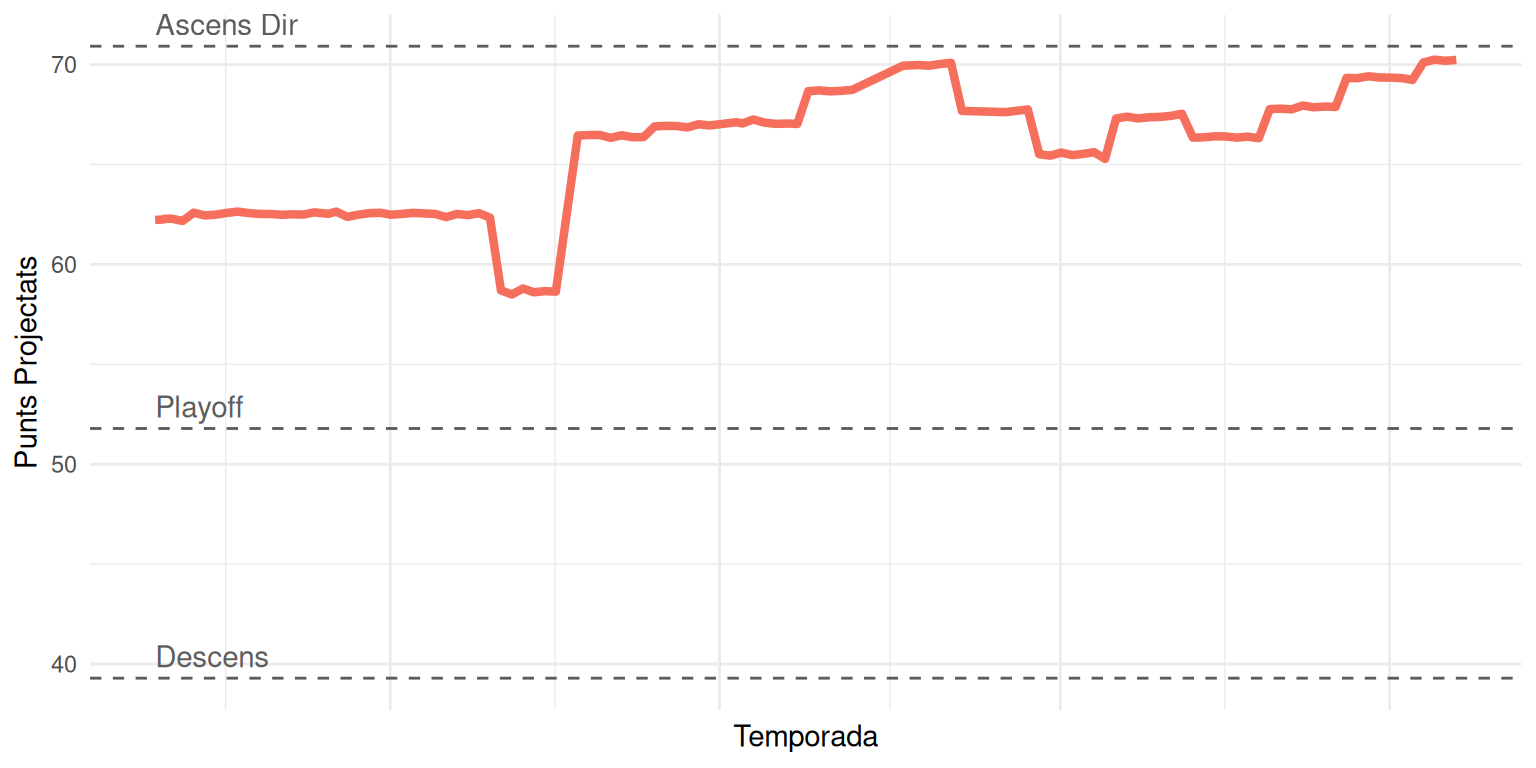 Ascens Dir
70
60
Playoff
50
Descens
40
Punts Projectats
Temporada